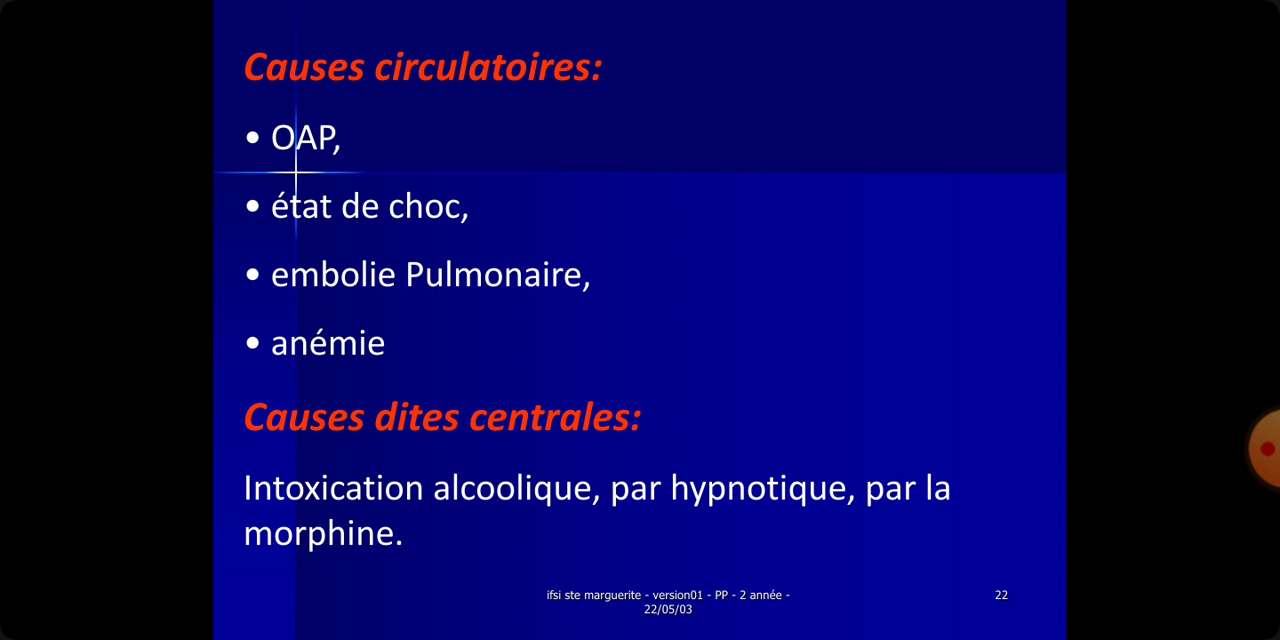 Causes circulatoires:
• OAP,
• état de choc,
• embolie Pulmonaire,
• anémie
Causes dites centrales:
Intoxication alcoolique, par hypnotique, par la
morphine.
ifsi ste marguerite - version01 - PP - 2 année -
22/05/03
22